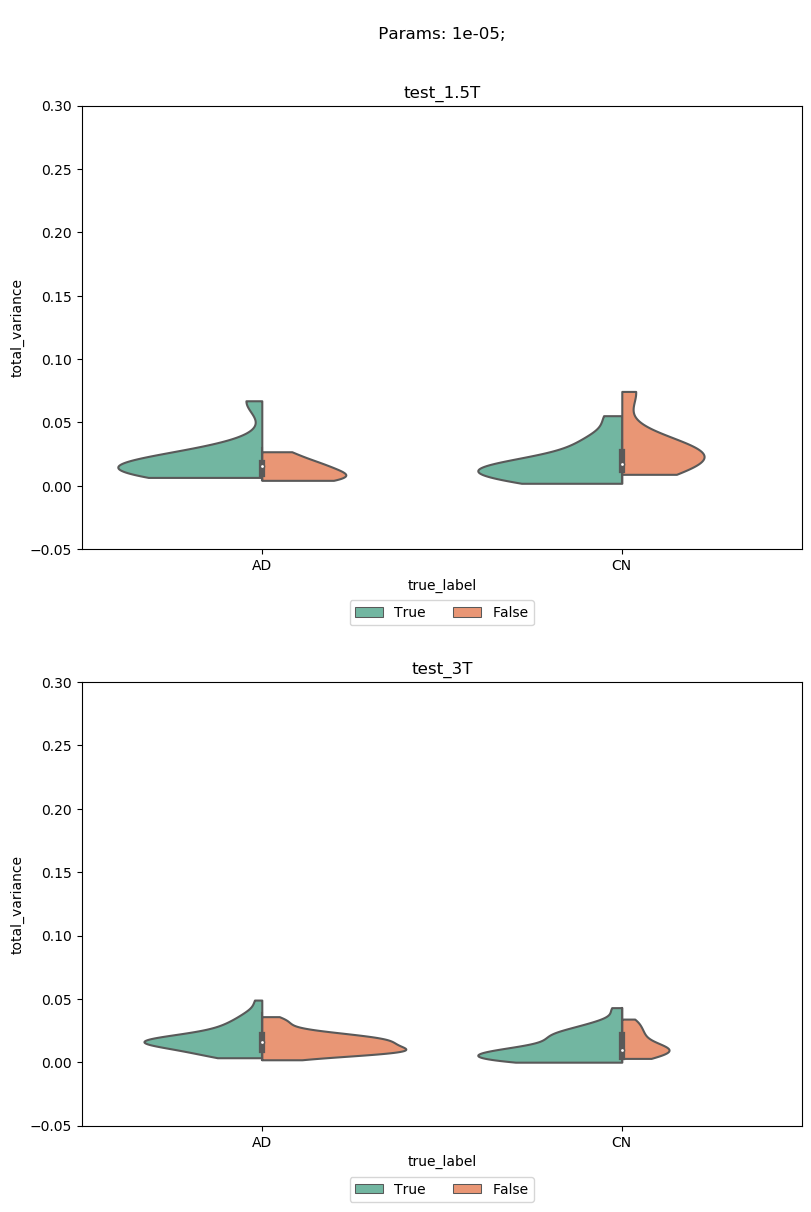 Params: 1e-05;
test_1.5T
0.30
0.25
0.20
0.15
0.10
0.05
0.00
−0.05
total_variance
AD
CN
true_label
True
False
test_3T
0.30
0.25
0.20
0.15
0.10
0.05
0.00
−0.05
total_variance
AD
CN
true_label
True
False